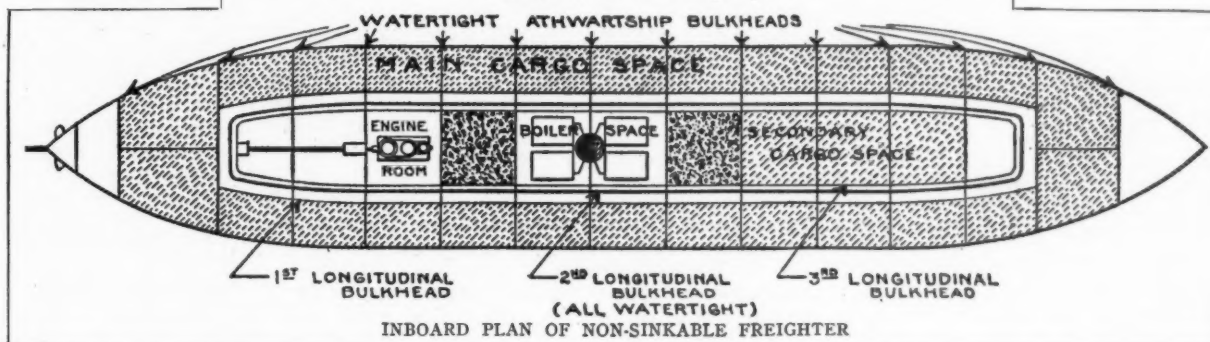 WATERTIGHT ATHWARTSHIP BULKHEADS
MAIN CARGO SPACE
ENGINE
ROOM
BOILER SPACE
SECONDARY
CARGO SPACE
1ST LONGITUDINAL
BULKHEAD
2ND LONGITUDINAL
BULKHEAD
(ALL WATERTIGHT)
3RD LONGITUDINAL
BULKHEAD
INBOARD PLAN OF NON-SINKABLE FREIGHTER